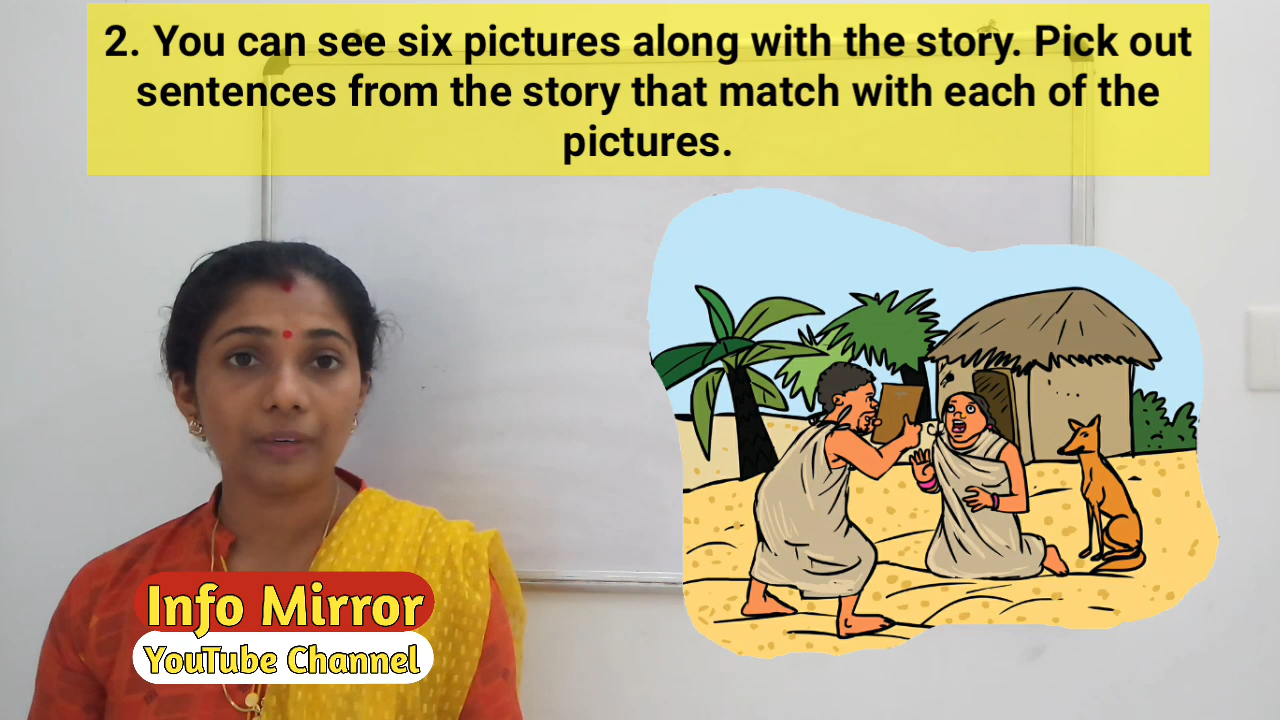 2. You can see six pictures along with the story. Pick out
sentences from the story that match with each of the
pictures.
Info Mirror
YouTube Channel